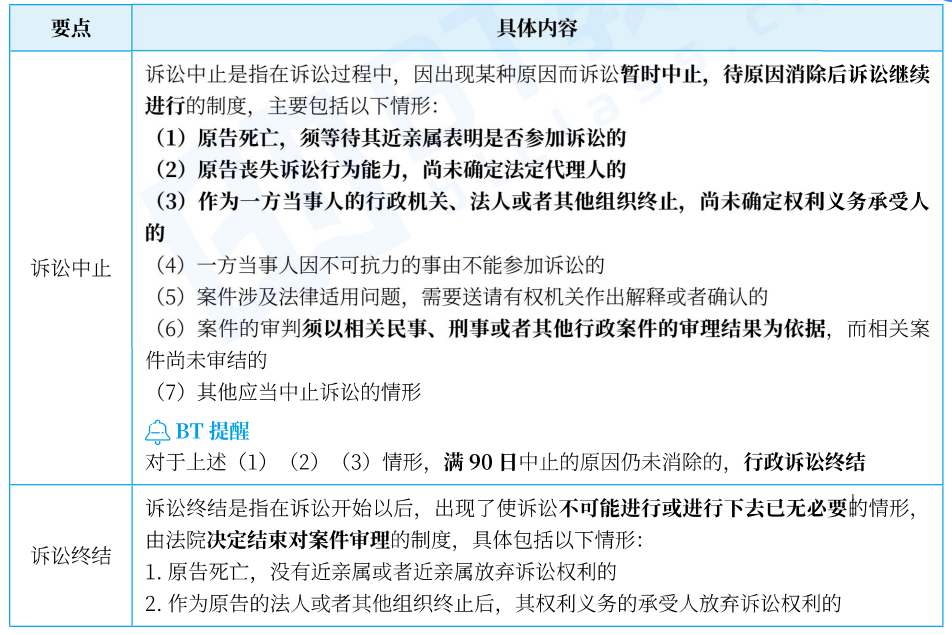 要点
具体内容
诉讼中止
诉讼中止是指在诉讼过程中，因出现某种原因而诉讼暂时中止，待原因消除后诉讼继续
进行的制度，主要包括以下情形：
（1）原告死亡，须等待其近亲属表明是否参加诉讼的
（2）原告丧失诉讼行为能力，尚未确定法定代理人的
（3）作为一方当事人的行政机关、法人或者其他组织终止，尚未确定权利义务承受人
的
（4）一方当事人因不可抗力的事由不能参加诉讼的
（5）案件涉及法律适用问题，需要送请有权机关作出解释或者确认的
（6）案件的审判须以相关民事、刑事或者其他行政案件的审理结果为依据，而相关案
件尚未审结的
（7）其他应当中止诉讼的情形
BT 提醒
对于上述（1）（2）（3）情形，满 90 日中止的原因仍未消除的，行政诉讼终结
诉讼终结
诉讼终结是指在诉讼开始以后，出现了使诉讼不可能进行或进行下去已无必要的情形，
由法院决定结束对案件审理的制度，具体包括以下情形：
1. 原告死亡，没有近亲属或者近亲属放弃诉讼权利的
2. 作为原告的法人或者其他组织终止后，其权利义务的承受人放弃诉讼权利的